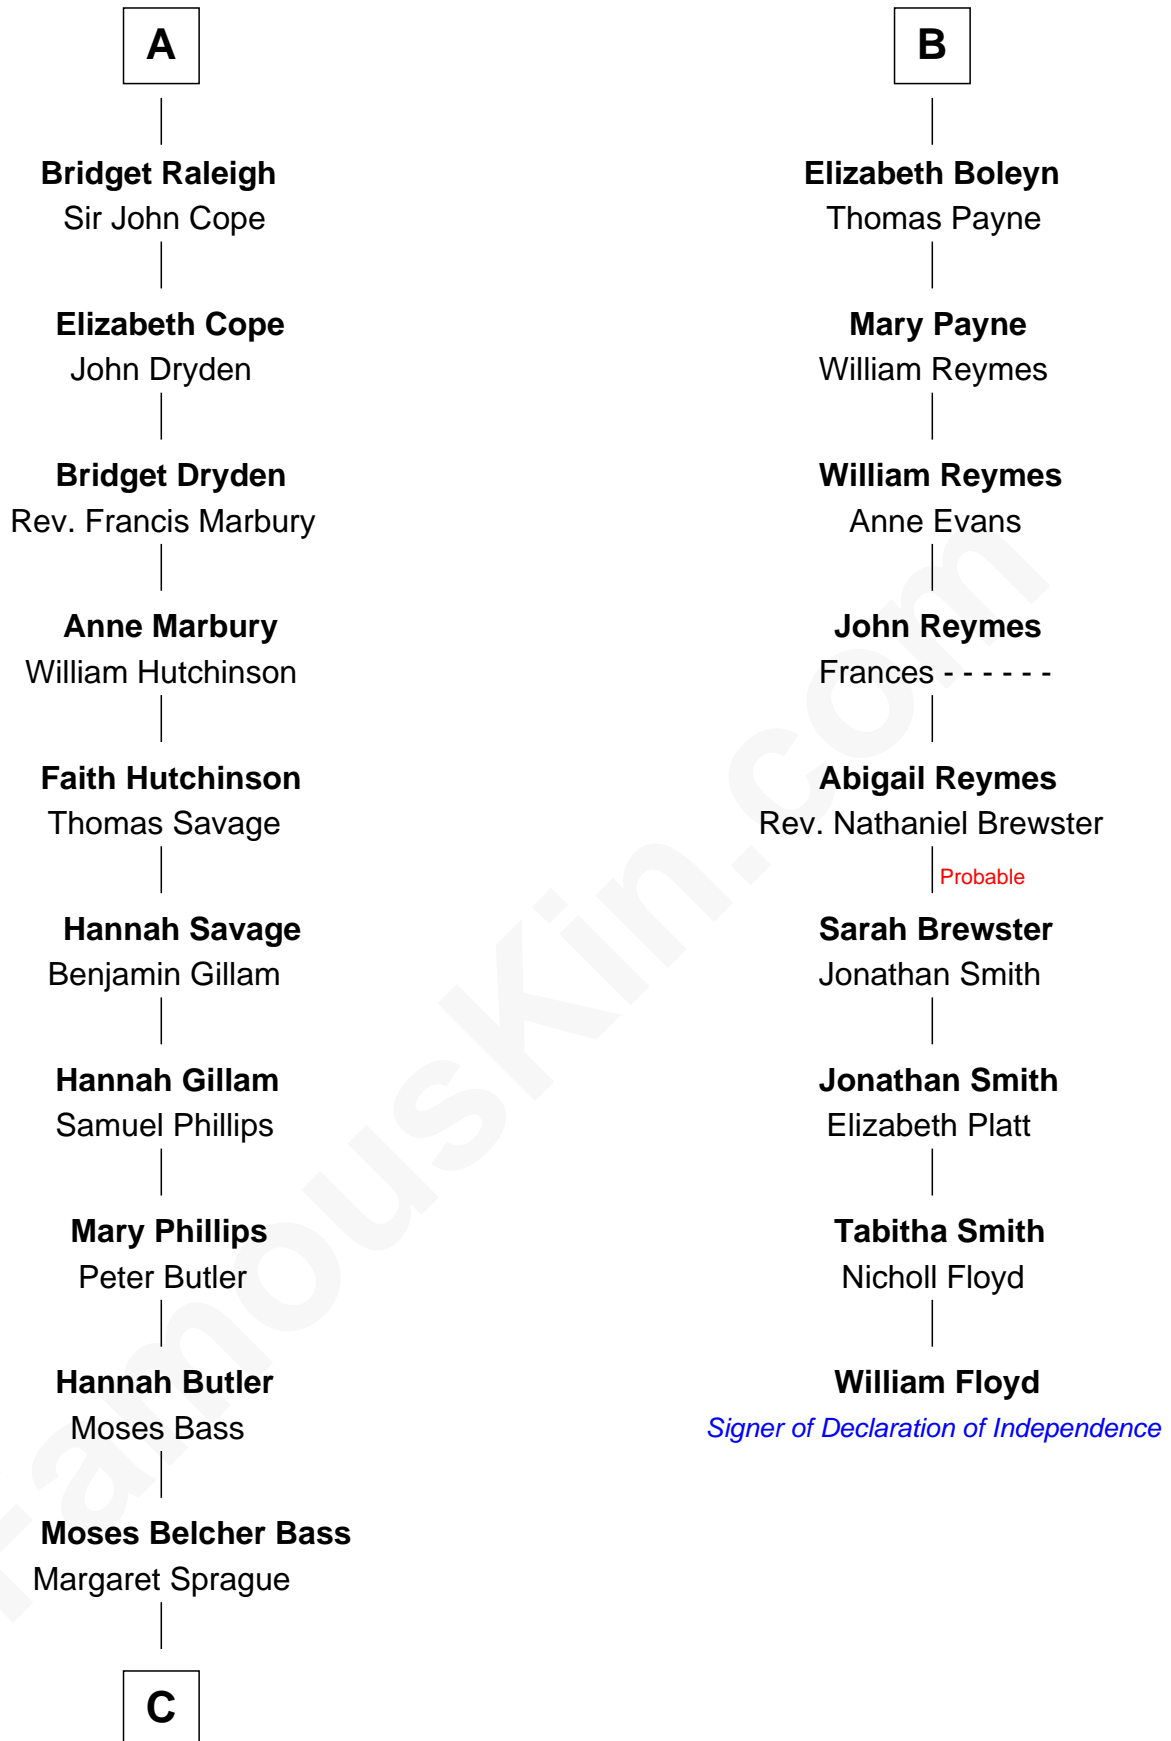 A
Bridget Raleigh
Sir John Cope
Elizabeth Cope
John Dryden
Bridget Dryden
Rev. Francis Marbury
Anne Marbury
William Hutchinson
Faith Hutchinson
Thomas Savage
Hannah Savage
Benjamin Gillam
Hannah Gillam
Samuel Phillips
Mary Phillips
Peter Butler
Hannah Butler
Moses Bass
Moses Belcher Bass
Margaret Sprague
C
B
Elizabeth Boleyn
Thomas Payne
Mary Payne
William Reymes
William Reymes
Anne Evans
John Reymes
Frances - - - - - -
Abigail Reymes
Rev. Nathaniel Brewster
Probable
Sarah Brewster
Jonathan Smith
Jonathan Smith
Elizabeth Platt
Tabitha Smith
Nicholl Floyd
William Floyd
Signer of Declaration of Independence
FamousKin.com